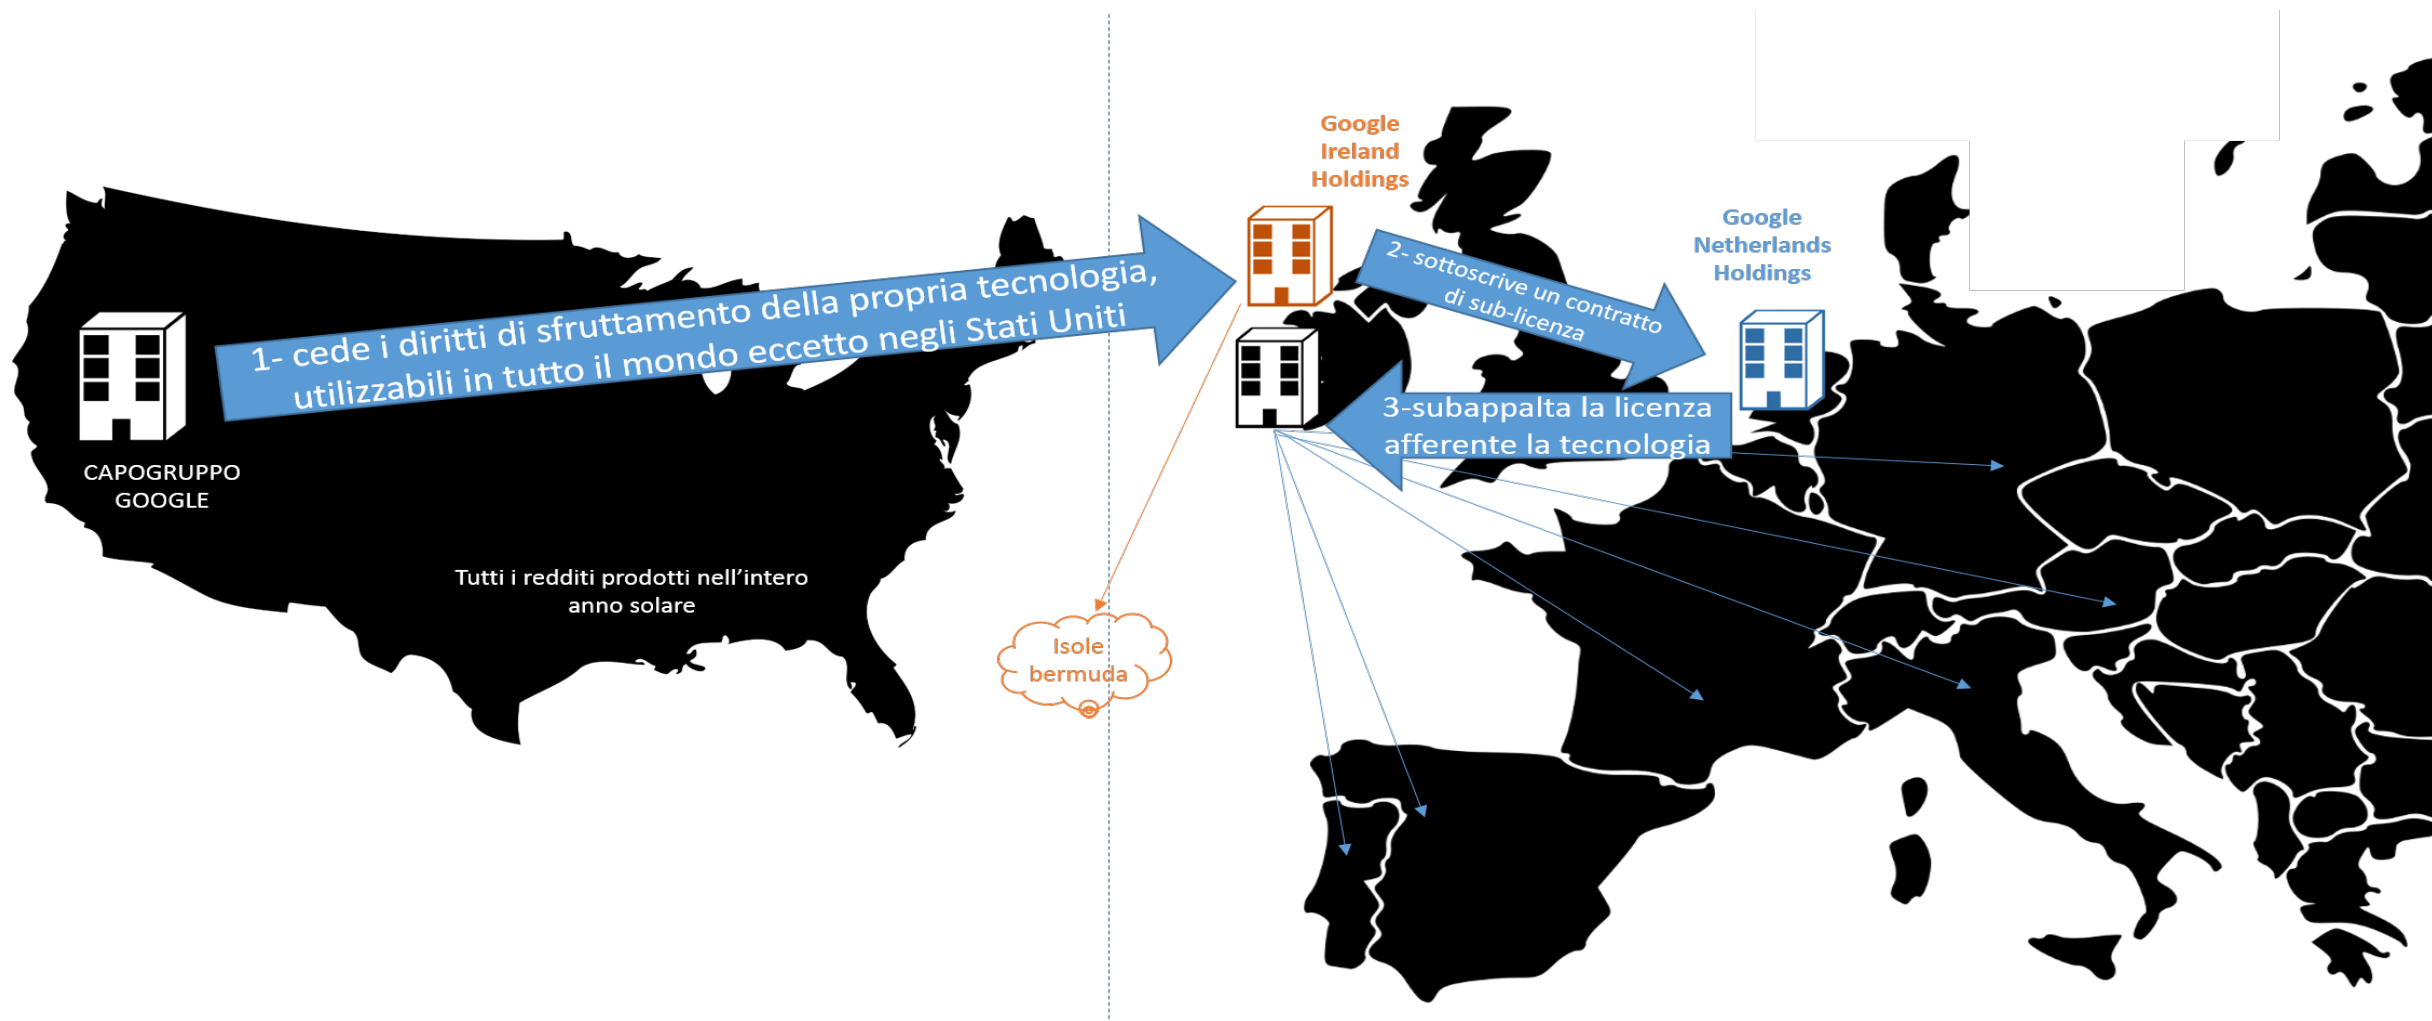 Google
Ireland
Holdings
Google
Netherlands
Holdings
1- cede i diritti di sfruttamento della propria tecnologia,
utilizzabili in tutto il mondo eccetto negli Stati Uniti
2- sottoscrive un contratto
di sub-licenza
3-subappalta la licenza
afferente la tecnologia
CAPOGRUPPO
GOOGLE
Tutti i redditi prodotti nell’intero
anno solare
Isole
bermuda